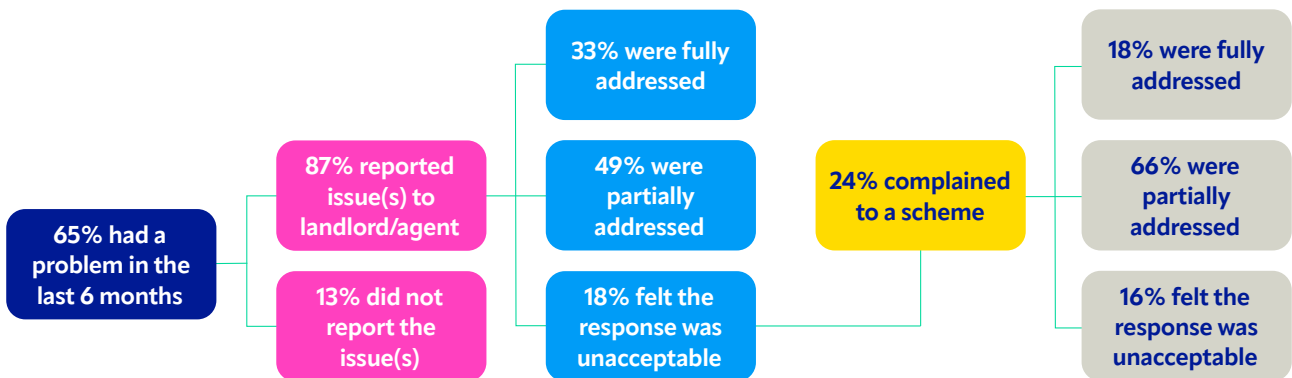 65% had a
problem in the
last 6 months
87% reported
issue(s) to
landlord/agent
13% did not
report the
issue(s)
33% were fully
addressed
49% were
partially
addressed
18% felt the
response was
unacceptable
24% complained
to a scheme
18% were fully
addressed
66% were
partially
addressed
16% felt the
response was
unacceptable